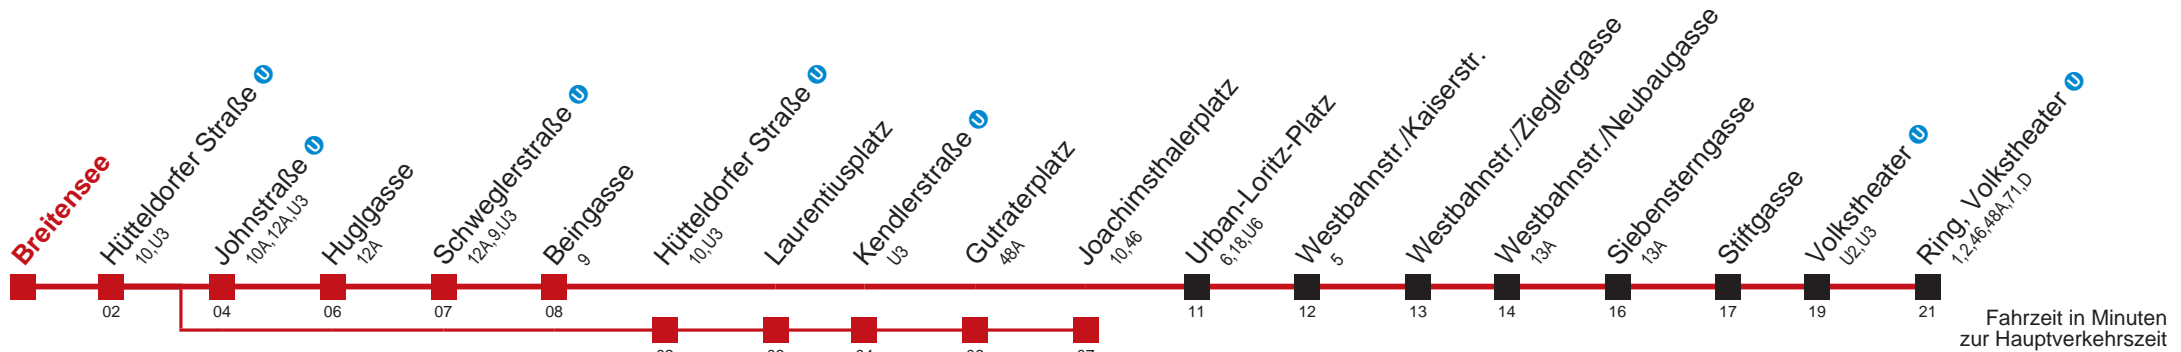 Breitensee
Hütteldorfer Straße U
10,U3
Johnstraße U
10A,12A,U3
Huglgasse
12A
Schweglerstraße U
12A,9,U3
Beingasse
9
Hütteldorfer Straße U
10,U3
Laurentiusplatz
Kendlerstraße U
U3
Gutraterplatz
48A
Joachimsthalerplatz
10,46
Urban-Loritz-Platz
6,18,U6
Westbahnstr./Kaiserstr.
5
Westbahnstr./Zieglergasse
Westbahnstr./Neubaugasse
13A
Siebensterngasse
13A
Stiftgasse
Volkstheater U
U2,U3
Ring, Volkstheater U
1,2,46,48A,71,D
02 04 06 07 08 11 12 13 14 16 17 19 21
Fahrzeit in Minuten
zur Hauptverkehrszeit